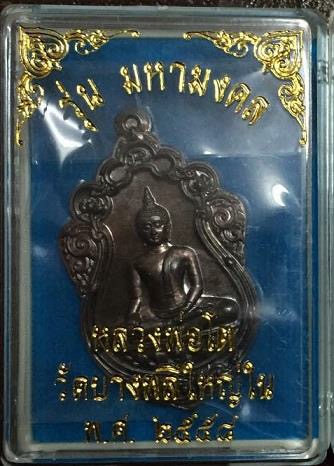 รุ่น มหามงคล
หลวงพ่อโต
วัดบางพลีใหญ่ใน
พ.ศ. ๒๕๕๔